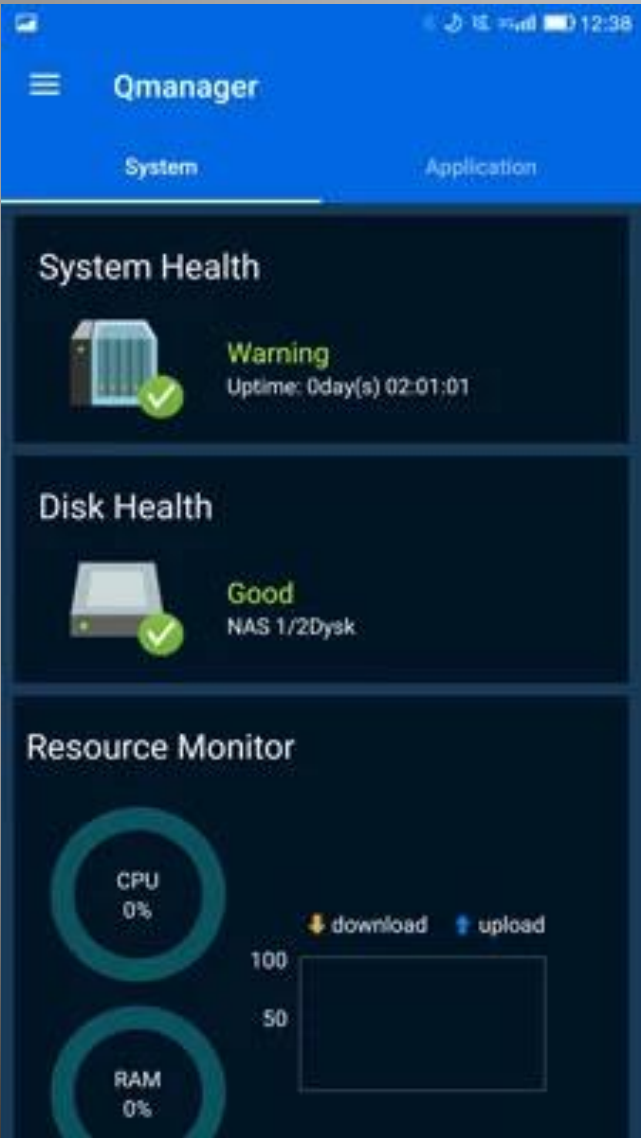 12:38
Qmanager
System
Application
System Health
Warning
Uptime: 0day(s) 02:01:01
Disk Health
Good
NAS 1/2Dysk
Resource Monitor
CPU
0%
download
upload
100
50
RAM
0%